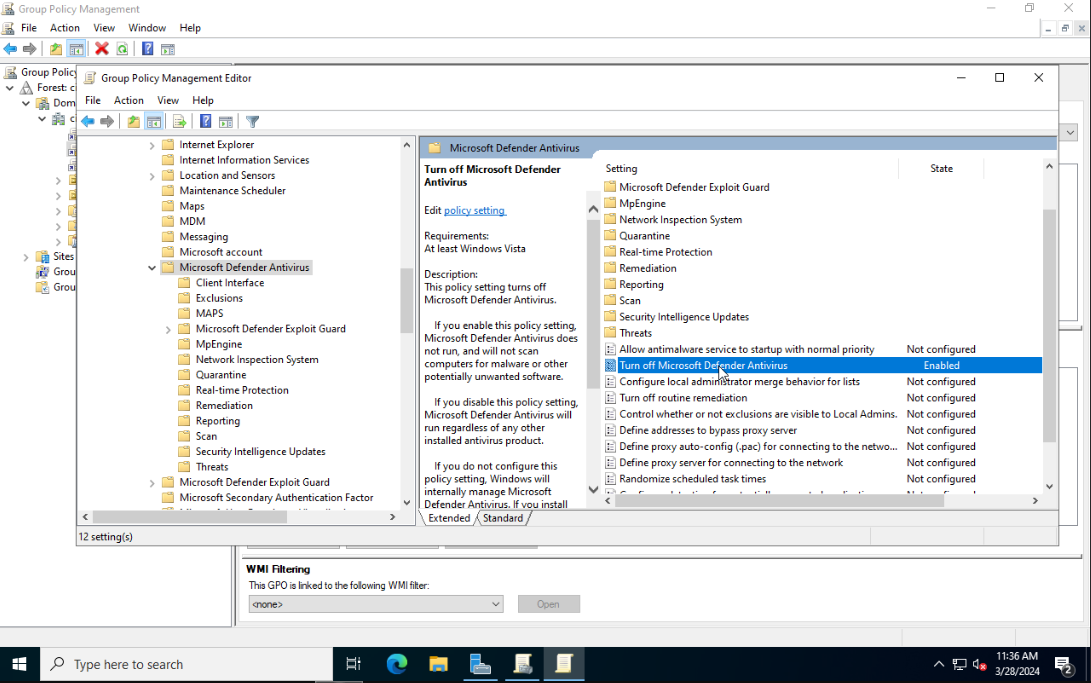 Group Policy Management
File Action View Window Help
Group Policy
Forest: c
Dom
c
Sites
Grou
Grou
Group Policy Management Editor
File Action View Help
Internet Explorer
Internet Information Services
Location and Sensors
Maintenance Scheduler
Maps
MDM
Messaging
Microsoft account
Microsoft Defender Antivirus
Client Interface
Exclusions
MAPS
Microsoft Defender Exploit Guard
MpEngine
Network Inspection System
Quarantine
Real-time Protection
Remediation
Reporting
Scan
Security Intelligence Updates
Threats
Microsoft Defender Exploit Guard
Microsoft Secondary Authentication Factor
Microsoft Defender Antivirus
Turn off Microsoft Defender
Antivirus
Edit policy setting
Requirements:
At least Windows Vista
Description:
This policy setting turns off
Microsoft Defender Antivirus.
If you enable this policy setting,
Microsoft Defender Antivirus does
not run, and will not scan
computers for malware or other
potentially unwanted software.
If you disable this policy setting,
Microsoft Defender Antivirus will
run regardless of any other
installed antivirus product.
If you do not configure this
policy setting, Windows will
internally manage Microsoft
Defender Antivirus. If you install
Setting State
Microsoft Defender Exploit Guard
MpEngine
Network Inspection System
Quarantine
Real-time Protection
Remediation
Reporting
Scan
Security Intelligence Updates
Threats
Allow antimalware service to startup with normal priority Not configured
Turn off Microsoft Defender Antivirus Enabled
Configure local administrator merge behavior for lists Not configured
Turn off routine remediation Not configured
Control whether or not exclusions are visible to Local Admins. Not configured
Define addresses to bypass proxy server Not configured
Define proxy auto-config (.pac) for connecting to the netwo... Not configured
Define proxy server for connecting to the network Not configured
Randomize scheduled task times Not configured
Extended Standard
12 setting(s)
WMI Filtering
This GPO is linked to the following WMI filter:
<none> Open
Type here to search
11:36 AM
3/28/2024
2